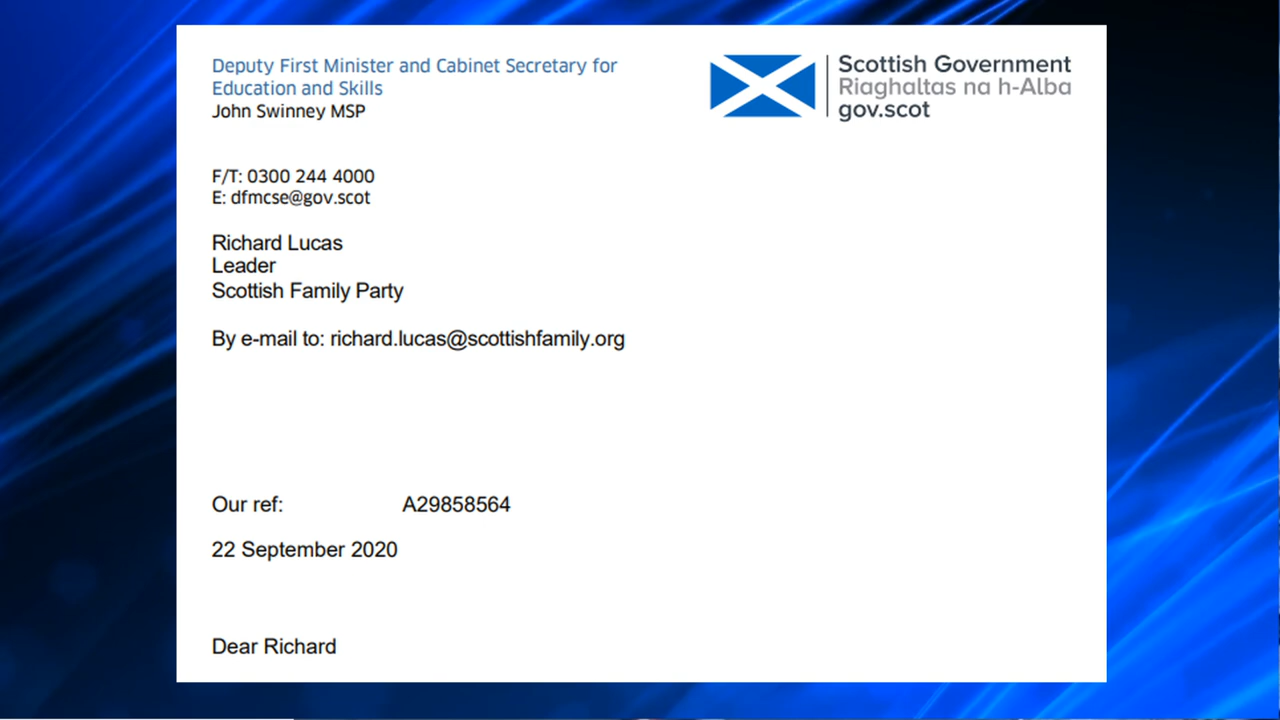 Deputy First Minister and Cabinet Secretary for
Education and Skills
John Swinney MSP
Scottish Government
Riaghaltas na h-Alba
gov.scot
F/T: 0300 244 4000
E: dfmcse@gov.scot
Richard Lucas
Leader
Scottish Family Party
By e-mail to: richard.lucas@scottishfamily.org
Our ref: A29858564
22 September 2020
Dear Richard